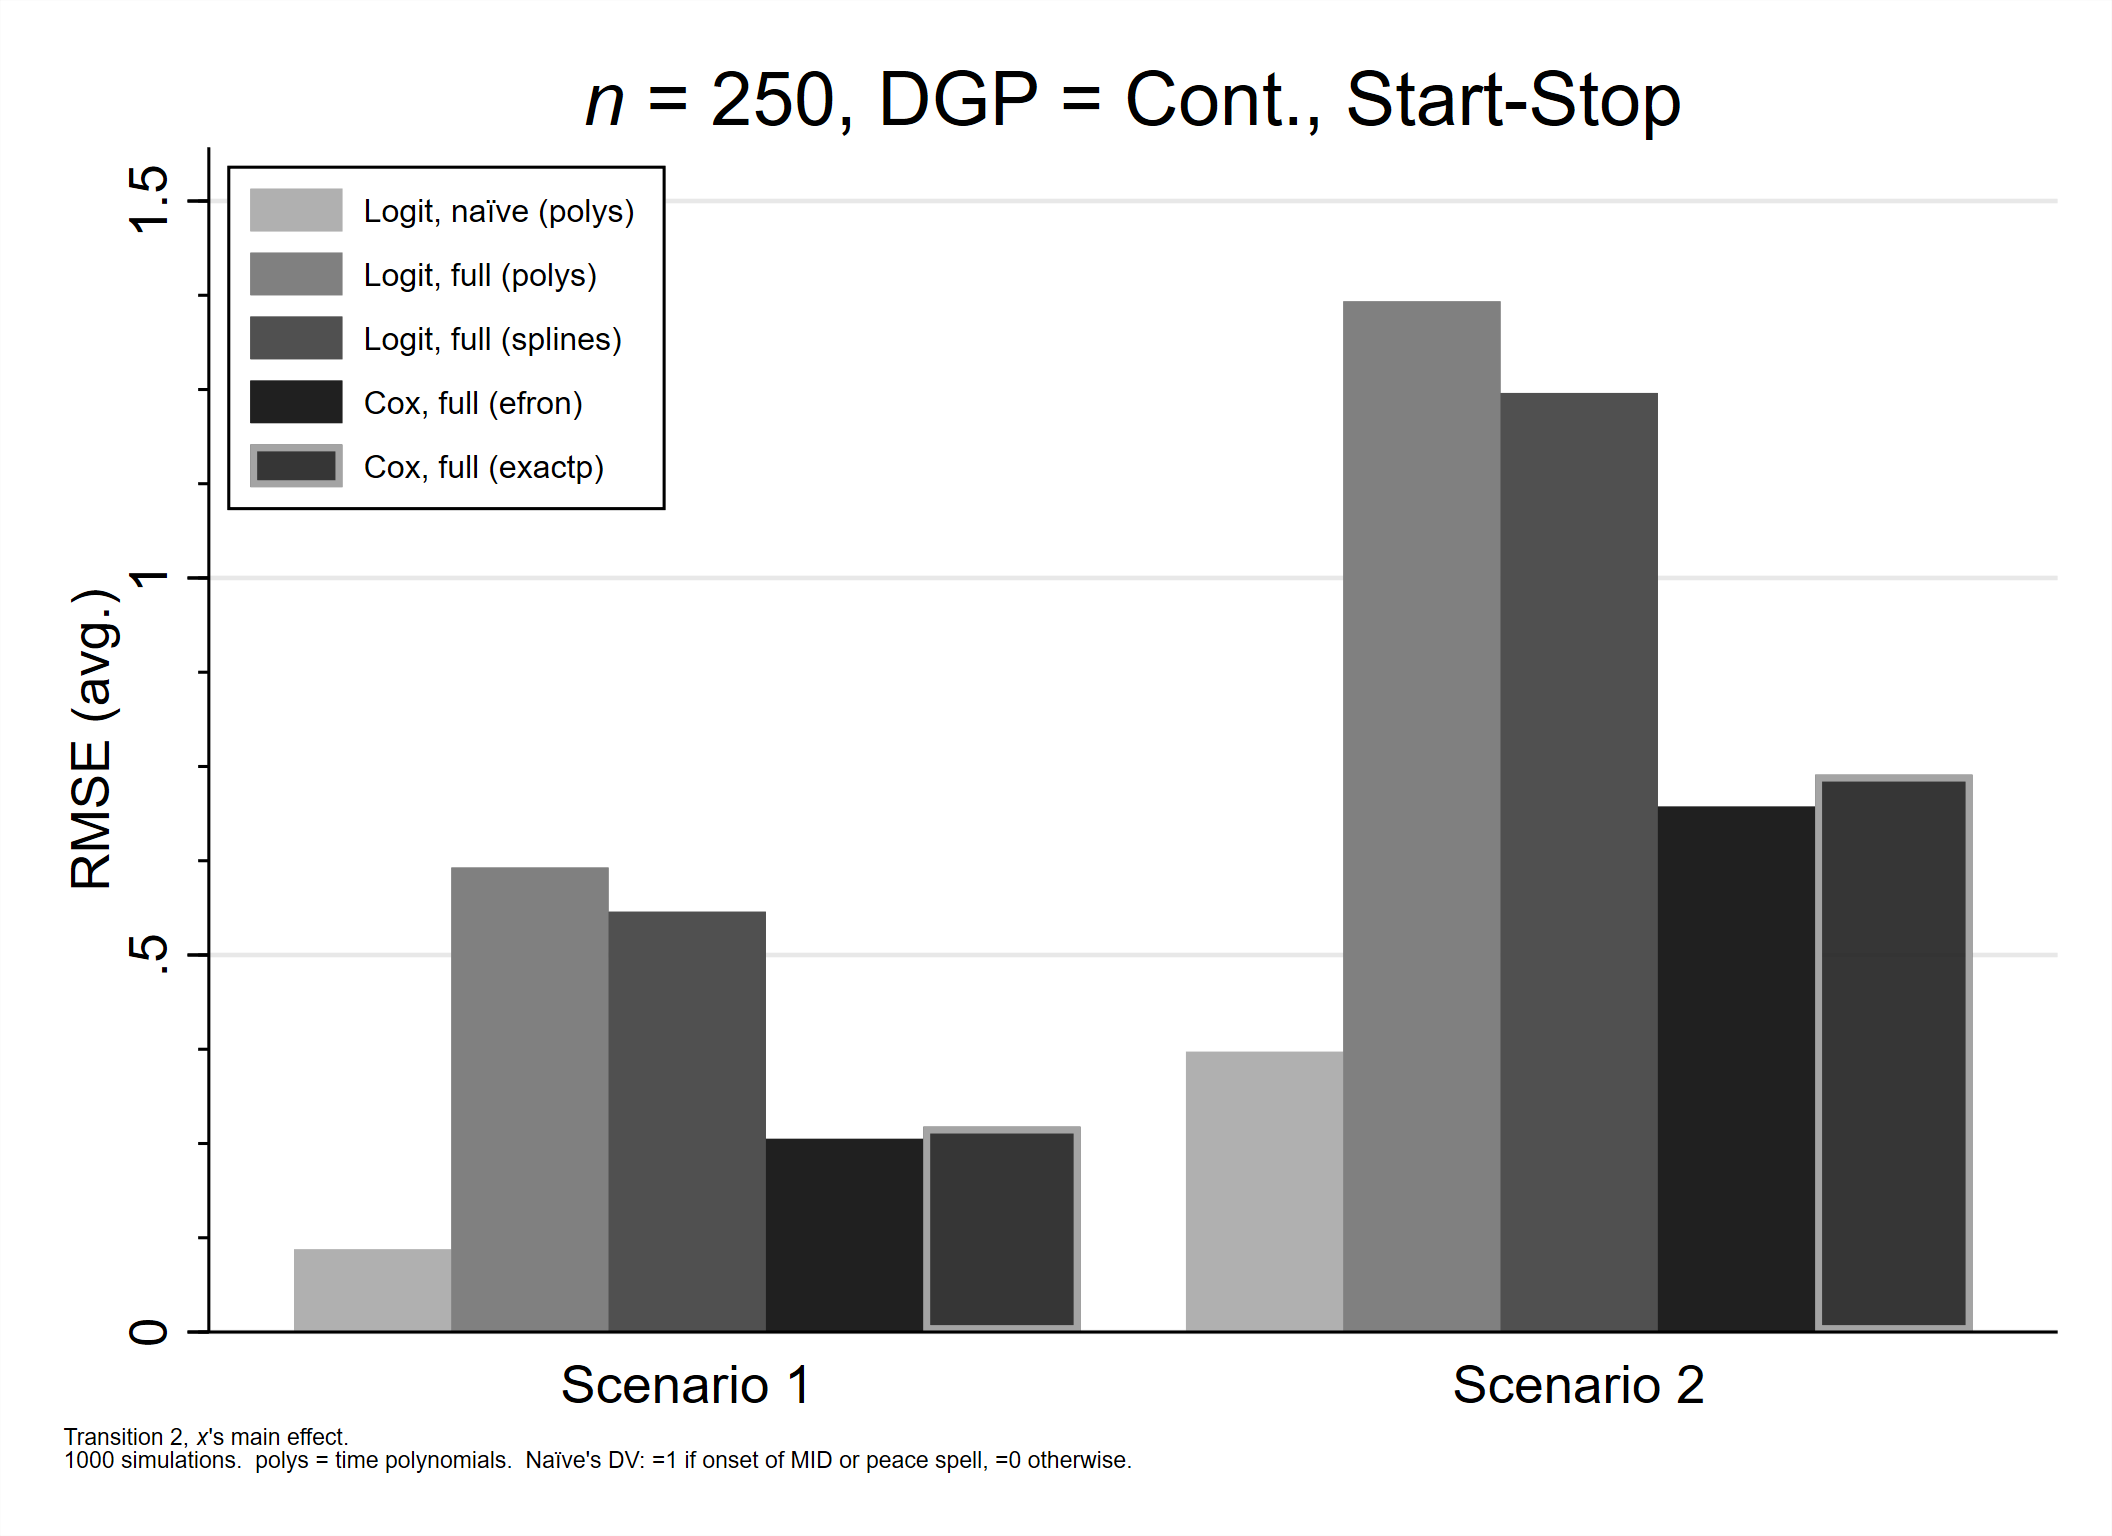 n = 250, DGP = Cont., Start-Stop
Logit, naïve (polys)
Logit, full (polys)
Logit, full (splines)
Cox, full (efron)
Cox, full (exactp)
RMSE (avg.)
1.5
1
.5
0
Scenario 1
Scenario 2
Transition 2, x's main effect.
1000 simulations.  polys = time polynomials.  Naïve's DV: =1 if onset of MID or peace spell, =0 otherwise.